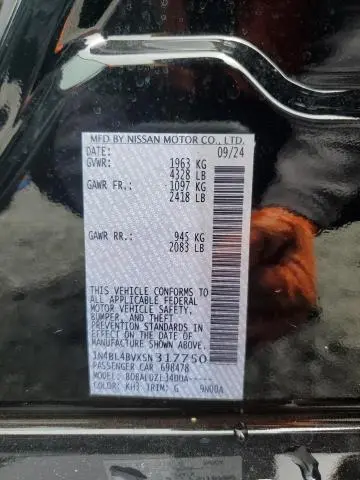 MFD BY NISSAN MOTOR CO., LTD.
DATE: 09/24
GVWR: 1963 KG
4328 LB
GAWR FR.: 1097 KG
2418 LB
GAWR RR.: 945 KG
2083 LB
THIS VEHICLE CONFORMS TO
ALL APPLICABLE FEDERAL
MOTOR VEHICLE SAFETY,
BUMPER, AND THEFT
PREVENTION STANDARDS IN
EFFECT ON THE DATE OF
MANUFACTURE SHOWN ABOVE.
1N4BL4BVXSN317750
PASSENGER CAR 698478
MODEL:
COLOR: KH3 TRIM: G